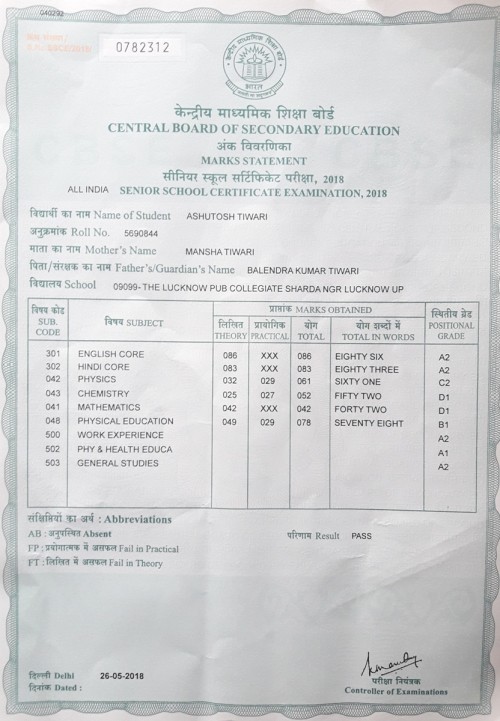 040292
0782312
भारत
केन्द्रीय माध्यमिक शिक्षा बोर्ड
CENTRAL BOARD OF SECONDARY EDUCATION
अंक विवरणिका
MARKS STATEMENT
सीनियर स्कूल सर्टिफिकेट परीक्षा, 2018
ALL INDIA SENIOR SCHOOL CERTIFICATE EXAMINATION, 2018
विद्यार्थी का नाम Name of Student ASHUTOSH TIWARI
अनुक्रमांक Roll No. 5690844
माता का नाम Mother's Name MANSHA TIWARI
पिता/संरक्षक का नाम Father's/Guardian's Name BALENDRA KUMAR TIWARI
विद्यालय School 09099-THE LUCKNOW PUB COLLEGIATE SHARDA NGR LUCKNOW UP
विषय कोड SUB. CODE विषय SUBJECT प्राप्तांक MARKS OBTAINED स्थितीय ग्रेड POSITIONAL GRADE
लिखित THEORY प्रायोगिक PRACTICAL योग TOTAL योग शब्दों में TOTAL IN WORDS
301 ENGLISH CORE 086 XXX 086 EIGHTY SIX A2
302 HINDI CORE 083 XXX 083 EIGHTY THREE A2
042 PHYSICS 032 029 061 SIXTY ONE C2
043 CHEMISTRY 025 027 052 FIFTY TWO D1
041 MATHEMATICS 042 XXX 042 FORTY TWO D1
048 PHYSICAL EDUCATION 049 029 078 SEVENTY EIGHT B1
500 WORK EXPERIENCE A2
502 PHY & HEALTH EDUCA A1
503 GENERAL STUDIES A2
संक्षिप्तियों का अर्थ : Abbreviations
AB : अनुपस्थित Absent
परिणाम Result PASS
FP : प्रयोगात्मक में असफल Fail in Practical
FT : लिखित में असफल Fail in Theory
दिल्ली Delhi
दिनांक Dated : 26-05-2018
परीक्षा नियंत्रक
Controller of Examinations